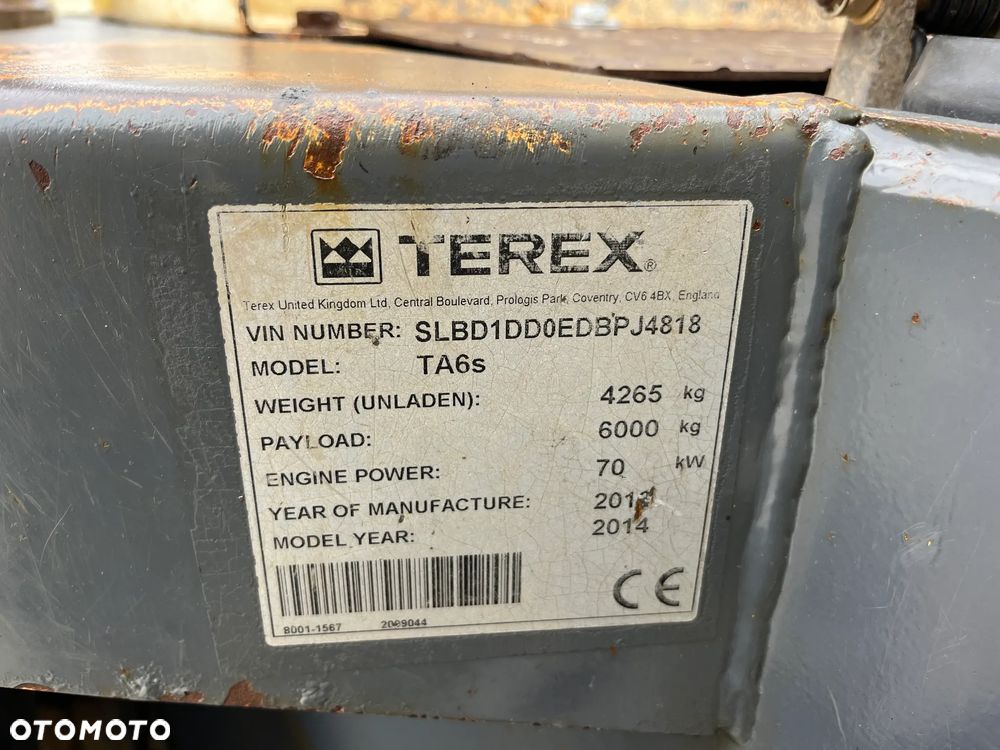 TEREX®
Terex United Kingdom Ltd, Central Boulevard, Prologis Park, Coventry, CV6 4BX, England
VIN NUMBER: SLBD1DD0EDBPJ4818
MODEL: TA6s
WEIGHT (UNLADEN): 4265 kg
PAYLOAD: 6000 kg
ENGINE POWER: 70 kW
YEAR OF MANUFACTURE: 2013
MODEL YEAR: 2014
8001-1567 2009044
CE
OTOMOTO